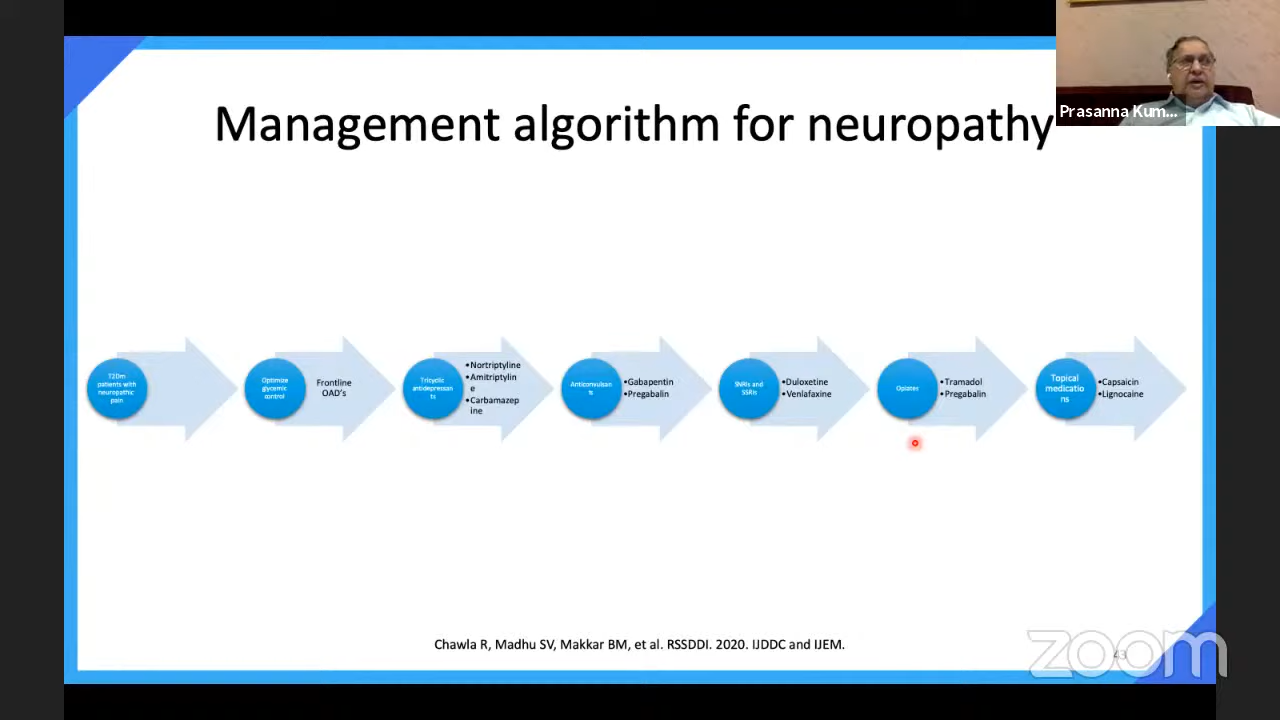 Management algorithm for neuropathy
Prasanna Kum...
T2Dm
patients with
neuropathic
pain
Optimize
glycemic
control
Frontline
OAD's
Tricyclic
antidepressan
ts
•Nortriptyline
•Amitriptylin
e
•Carbamazep
ine
Anticonvulsan
ts
•Gabapentin
•Pregabalin
SNRIs and
SSRIs
•Duloxetine
•Venlafaxine
Opiates
•Tramadol
•Pregabalin
Topical
medicatio
ns
•Capsaicin
•Lignocaine
Chawla R, Madhu SV, Makkar BM, et al. RSSDDI. 2020. IJDDC and IJEM.
zoom
43